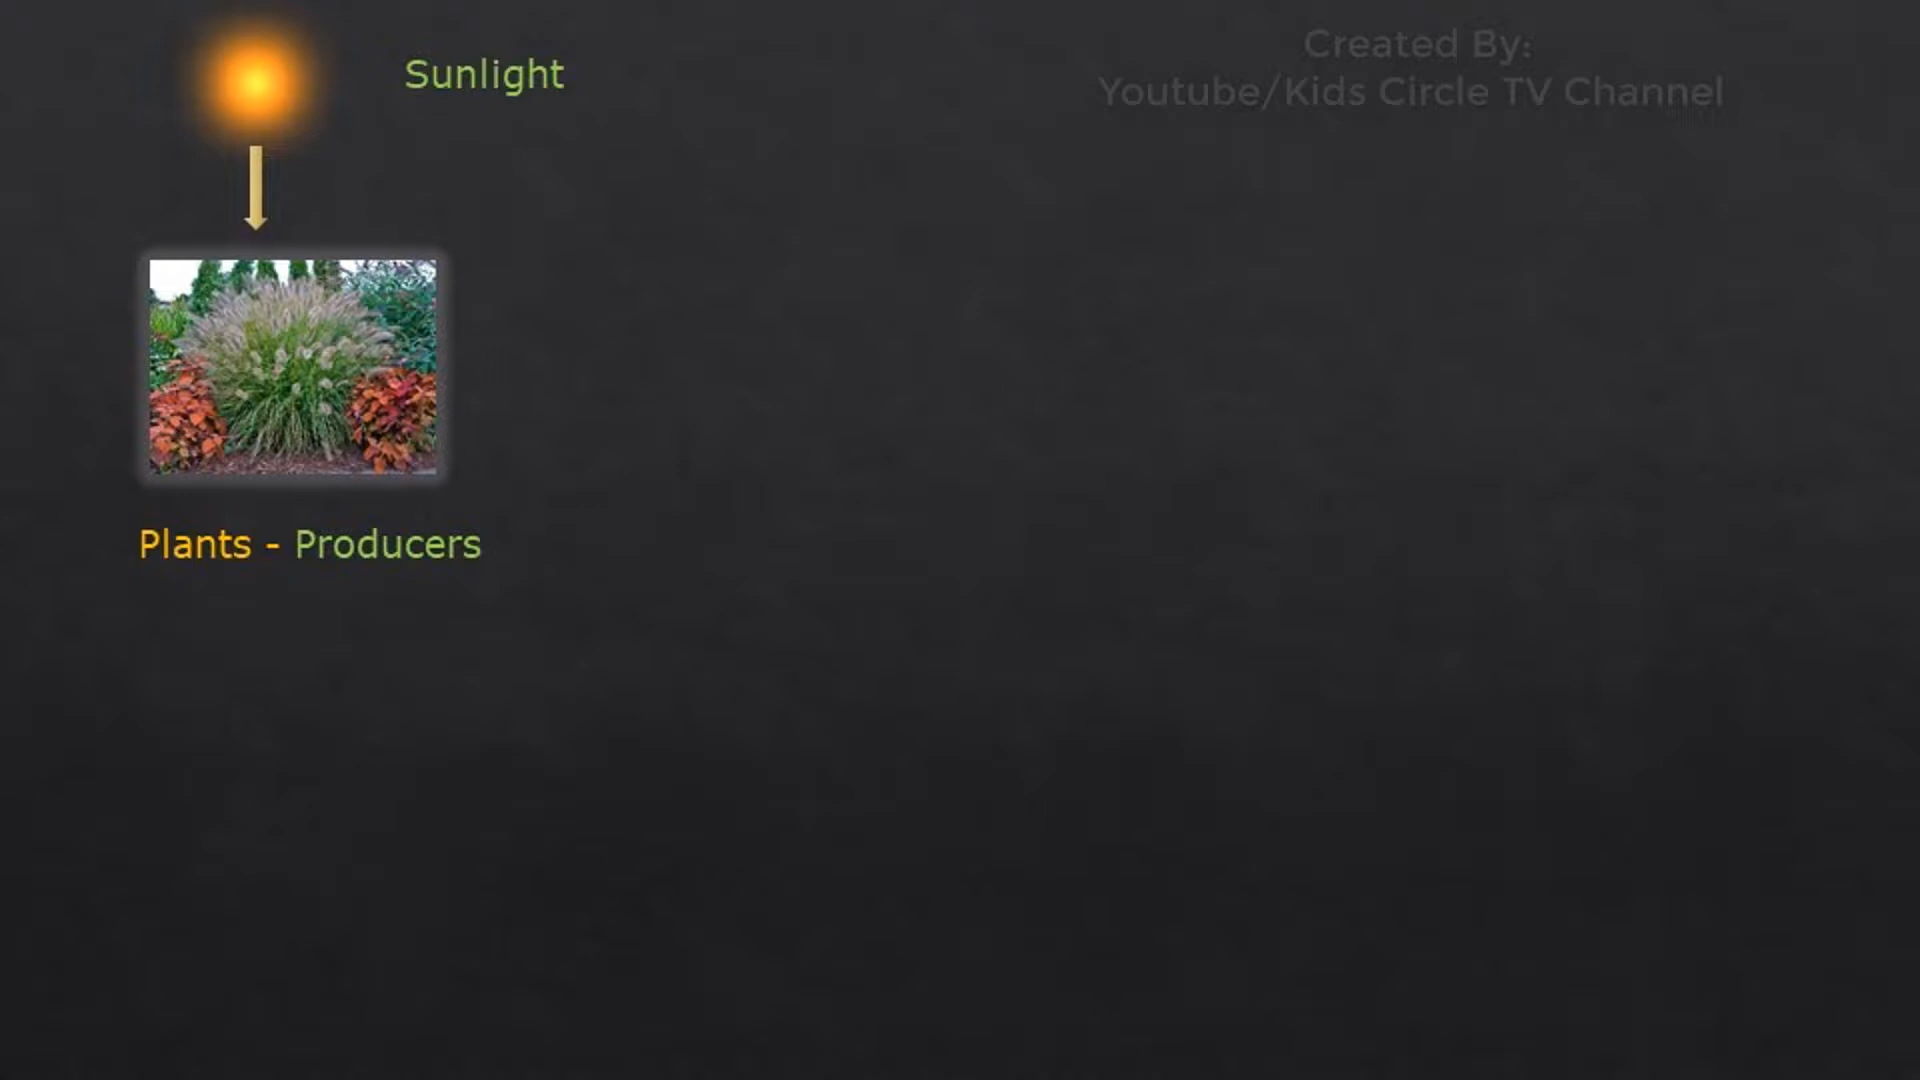 Sunlight
Created By:
Youtube/Kids Circle TV Channel
Plants - Producers